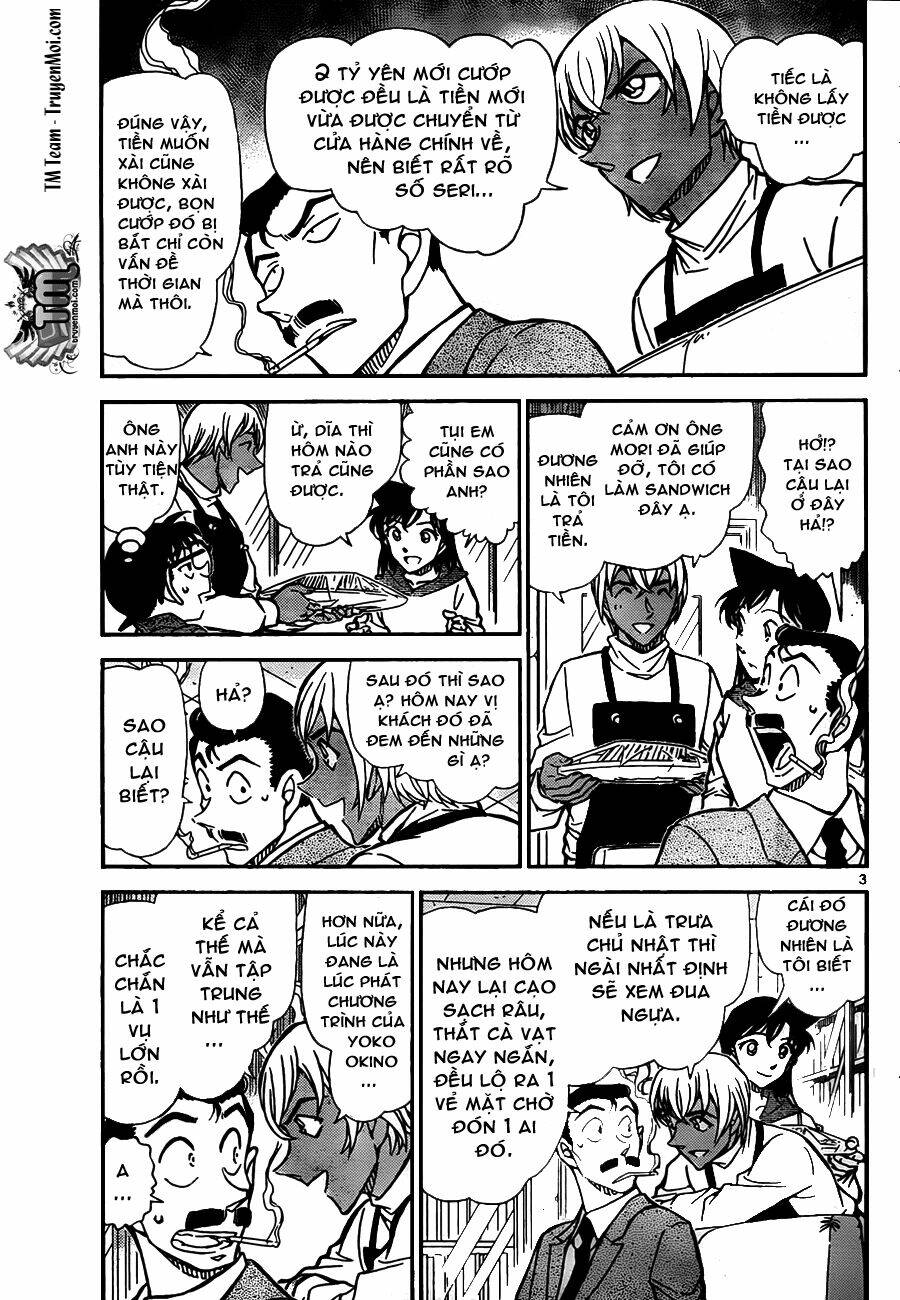 TIẾC LÀ
KHÔNG LẤY
TIỀN ĐƯỢC
...
2 TỶ YÊN MỚI CƯỚP
ĐƯỢC ĐỀU LÀ TIỀN MỚI
VỪA ĐƯỢC CHUYỂN TỪ
CỬA HÀNG CHÍNH VỀ,
NÊN BIẾT RẤT RÕ
SỐ SERI...
ĐÚNG VẬY,
TIỀN MUỐN
XÀI CŨNG
KHÔNG XÀI
ĐƯỢC, BỌN
CƯỚP ĐÓ BỊ
BẮT CHỈ CÒN
VẤN ĐỀ
THỜI GIAN
MÀ THÔI.
TM Team - TruyenMoi.com
TM
truyenmoi.com
HỞ!?
TẠI SAO
CẬU LẠI
Ở ĐÂY
HẢ!?
CẢM ƠN ÔNG
MORI ĐÃ GIÚP
ĐỠ, TÔI CÓ
LÀM SANDWICH
ĐÂY Ạ.
ĐƯƠNG
NHIÊN
LÀ TÔI
TRẢ
TIỀN.
TỤI EM
CŨNG CÓ
PHẦN SAO
ANH?
Ừ, DĨA THÌ
HÔM NÀO
TRẢ CŨNG
ĐƯỢC.
ÔNG
ANH NÀY
TÙY TIỆN
THẬT.
SAU ĐÓ THÌ SAO
Ạ? HÔM NAY VỊ
KHÁCH ĐÓ ĐÃ
ĐEM ĐẾN NHỮNG
GÌ Ạ?
HẢ?
SAO
CẬU LẠI
BIẾT?
3
CÁI ĐÓ
ĐƯƠNG
NHIÊN LÀ
TÔI BIẾT
...
NẾU LÀ TRƯA
CHỦ NHẬT THÌ
NGÀI NHẤT ĐỊNH
SẼ XEM ĐUA
NGỰA.
NHƯNG HÔM
NAY LẠI CẠO
SẠCH RÂU,
THẮT CÀ VẠT
NGAY NGẮN,
ĐỀU LỘ RA 1
VẺ MẶT CHỜ
ĐÓN 1 AI
ĐÓ.
HƠN NỮA,
LÚC NÀY
ĐANG LÀ
LÚC PHÁT
CHƯƠNG
TRÌNH CỦA
YOKO
OKINO
...
KỂ CẢ
THẾ MÀ
VẪN TẬP
TRUNG
NHƯ THẾ
...
CHẮC
CHẮN
LÀ 1
VỤ
LỚN
RỒI.
A
...